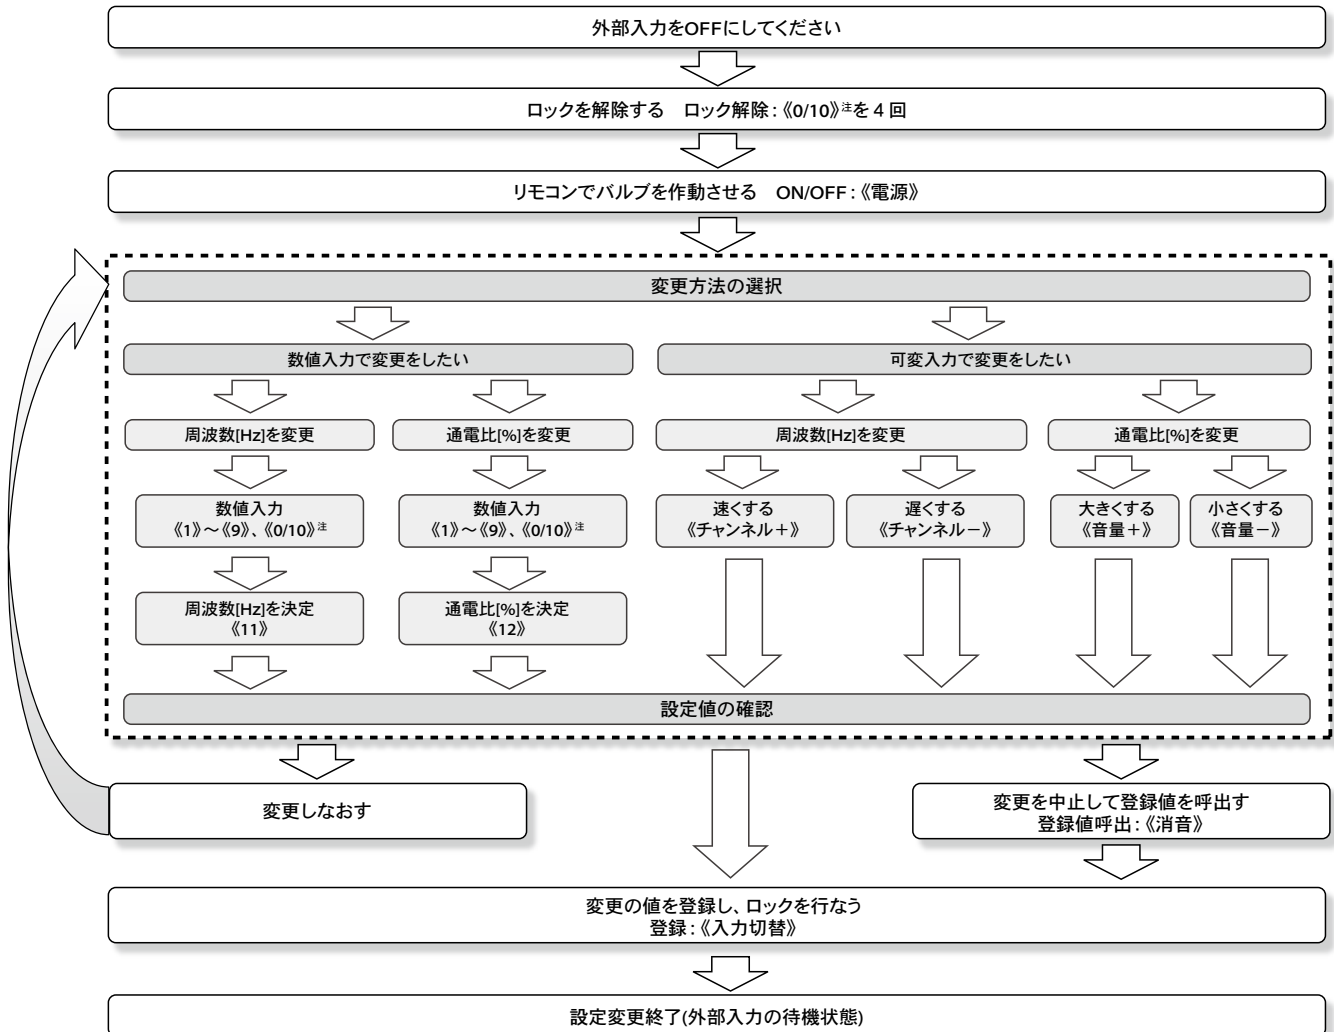 外部入力をOFFにしてください
ロックを解除する　ロック解除：《0/10》注を 4 回
リモコンでバルブを作動させる　ON/OFF：《電源》
変更方法の選択
数値入力で変更をしたい
可変入力で変更をしたい
周波数[Hz]を変更
通電比[%]を変更
周波数[Hz]を変更
通電比[%]を変更
数値入力
《1》～《9》、《0/10》注
数値入力
《1》～《9》、《0/10》注
速くする
《チャンネル＋》
遅くする
《チャンネル－》
大きくする
《音量＋》
小さくする
《音量－》
周波数[Hz]を決定
《11》
通電比[%]を決定
《12》
設定値の確認
変更しなおす
変更を中止して登録値を呼出す
登録値呼出：《消音》
変更の値を登録し、ロックを行なう
登録：《入力切替》
設定変更終了(外部入力の待機状態)